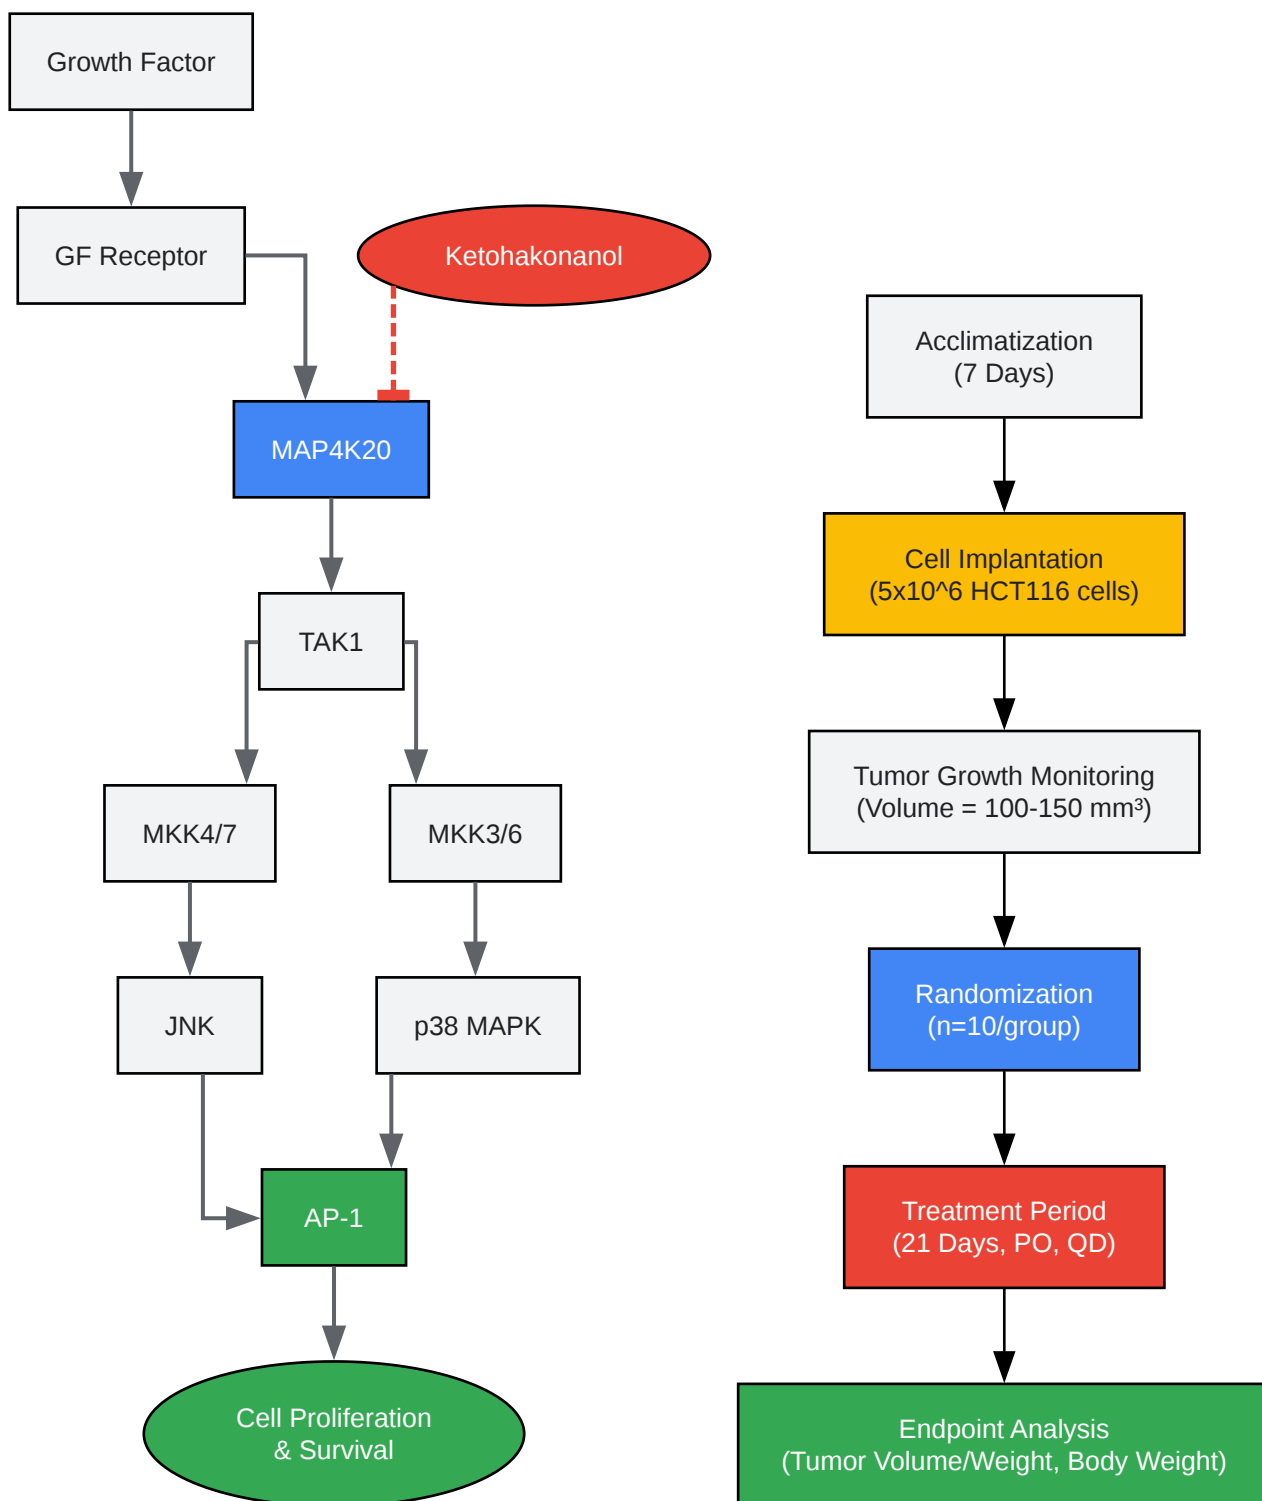 Growth Factor
GF Receptor
Ketohakonanol
MAP4K20
TAK1
MKK4/7
MKK3/6
JNK
p38 MAPK
AP-1
Cell Proliferation
& Survival
Acclimatization
(7 Days)
Cell Implantation
(5x10^6 HCT116 cells)
Tumor Growth Monitoring
(Volume = 100-150 mm³)
Randomization
(n=10/group)
Treatment Period
(21 Days, PO, QD)
Endpoint Analysis
(Tumor Volume/Weight, Body Weight)